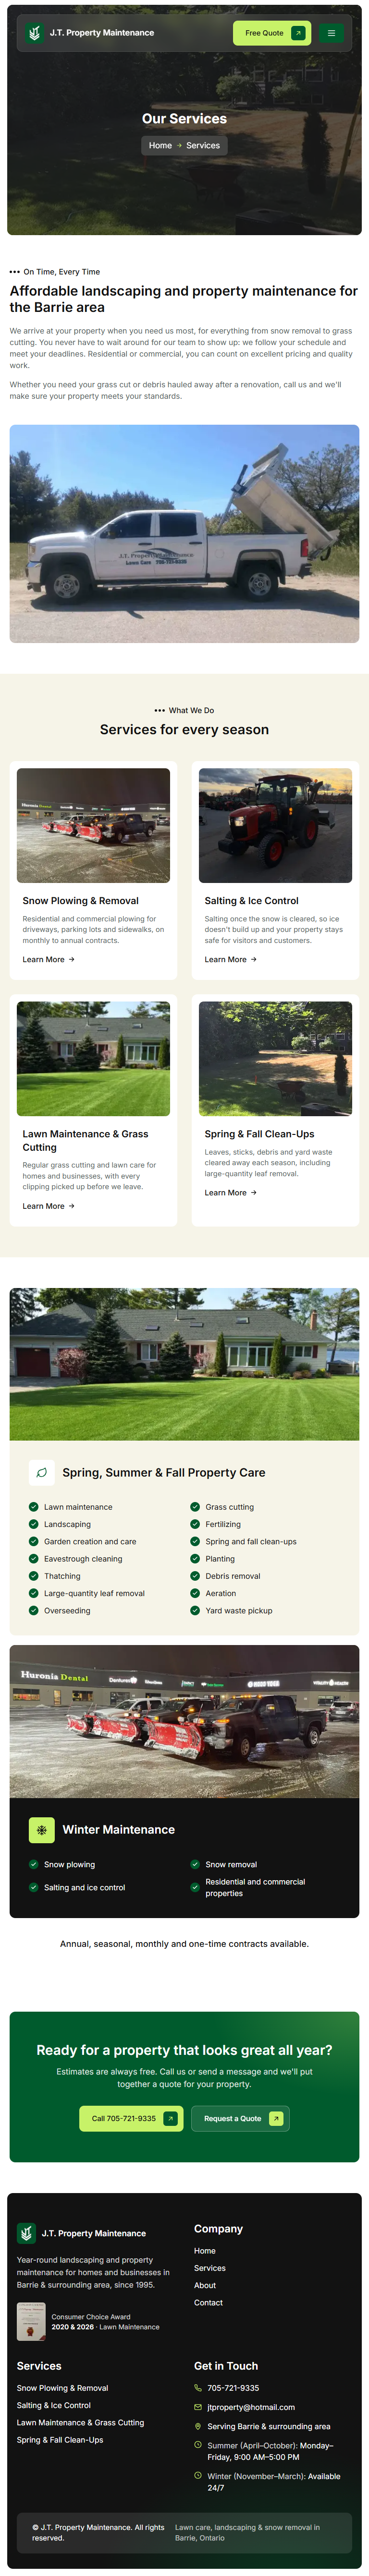 J.T. Property Maintenance
Free Quote
Our Services
Home → Services
On Time, Every Time
Affordable landscaping and property maintenance for
the Barrie area
We arrive at your property when you need us most, for everything from snow removal to grass
cutting. You never have to wait around for our team to show up: we follow your schedule and
meet your deadlines. Residential or commercial, you can count on excellent pricing and quality
work.
Whether you need your grass cut or debris hauled away after a renovation, call us and we'll
make sure your property meets your standards.
J.T. Property Maintenance
Lawn Care 705-721-9335
What We Do
Services for every season
Huronia Dental
Snow Plowing & Removal
Residential and commercial plowing for
driveways, parking lots and sidewalks, on
monthly to annual contracts.
Learn More →
Salting & Ice Control
Salting once the snow is cleared, so ice
doesn't build up and your property stays
safe for visitors and customers.
Learn More →
Lawn Maintenance & Grass
Cutting
Regular grass cutting and lawn care for
homes and businesses, with every
clipping picked up before we leave.
Learn More →
Spring & Fall Clean-Ups
Leaves, sticks, debris and yard waste
cleared away each season, including
large-quantity leaf removal.
Learn More →
Spring, Summer & Fall Property Care
Lawn maintenance
Grass cutting
Landscaping
Fertilizing
Garden creation and care
Spring and fall clean-ups
Eavestrough cleaning
Planting
Thatching
Debris removal
Large-quantity leaf removal
Aeration
Overseeding
Yard waste pickup
Huronia Dental
Dentures
Winter Maintenance
Snow plowing
Snow removal
Salting and ice control
Residential and commercial
properties
Annual, seasonal, monthly and one-time contracts available.
Ready for a property that looks great all year?
Estimates are always free. Call us or send a message and we'll put
together a quote for your property.
Call 705-721-9335
Request a Quote
J.T. Property Maintenance
Year-round landscaping and property
maintenance for homes and businesses in
Barrie & surrounding area, since 1995.
Consumer Choice Award
2020 & 2026 · Lawn Maintenance
Company
Home
Services
About
Contact
Services
Snow Plowing & Removal
Salting & Ice Control
Lawn Maintenance & Grass Cutting
Spring & Fall Clean-Ups
Get in Touch
705-721-9335
jtproperty@hotmail.com
Serving Barrie & surrounding area
Summer (April–October): Monday–
Friday, 9:00 AM–5:00 PM
Winter (November–March): Available
24/7
© J.T. Property Maintenance. All rights
reserved.
Lawn care, landscaping & snow removal in
Barrie, Ontario